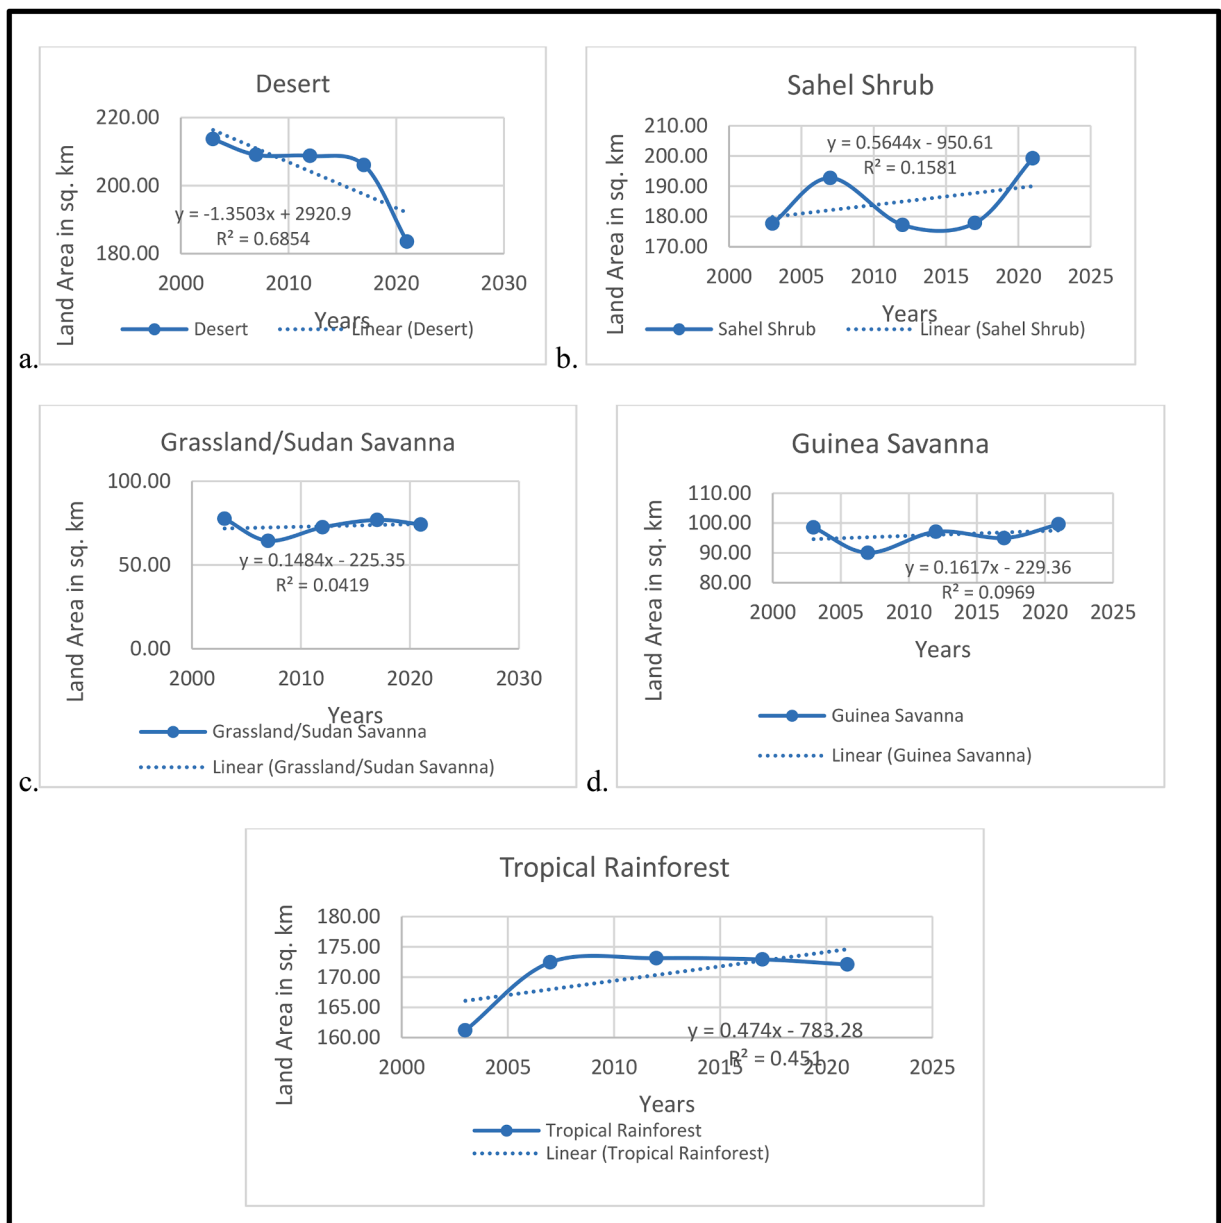 Desert
Land Area in sq. km
220.00
200.00
180.00
y = -1.3503x + 2920.9
R² = 0.6854
2000 2010 2020 2030
Years
Desert Linear (Desert)
a.
Sahel Shrub
Land Area in sq. km
210.00
200.00
190.00
180.00
170.00
y = 0.5644x - 950.61
R² = 0.1581
2000 2005 2010 2015 2020 2025
Years
Sahel Shrub Linear (Sahel Shrub)
b.
Grassland/Sudan Savanna
Land Area in sq. km
100.00
50.00
0.00
y = 0.1484x - 225.35
R² = 0.0419
2000 2010 2020 2030
Years
Grassland/Sudan Savanna
Linear (Grassland/Sudan Savanna)
c.
Guinea Savanna
Land Area in sq. km
110.00
100.00
90.00
80.00
y = 0.1617x - 229.36
R² = 0.0969
2000 2005 2010 2015 2020 2025
Years
Guinea Savanna
Linear (Guinea Savanna)
d.
Tropical Rainforest
Land Area in sq. km
180.00
175.00
170.00
165.00
160.00
y = 0.474x - 783.28
R² = 0.451
2000 2005 2010 2015 2020 2025
Years
Tropical Rainforest
Linear (Tropical Rainforest)